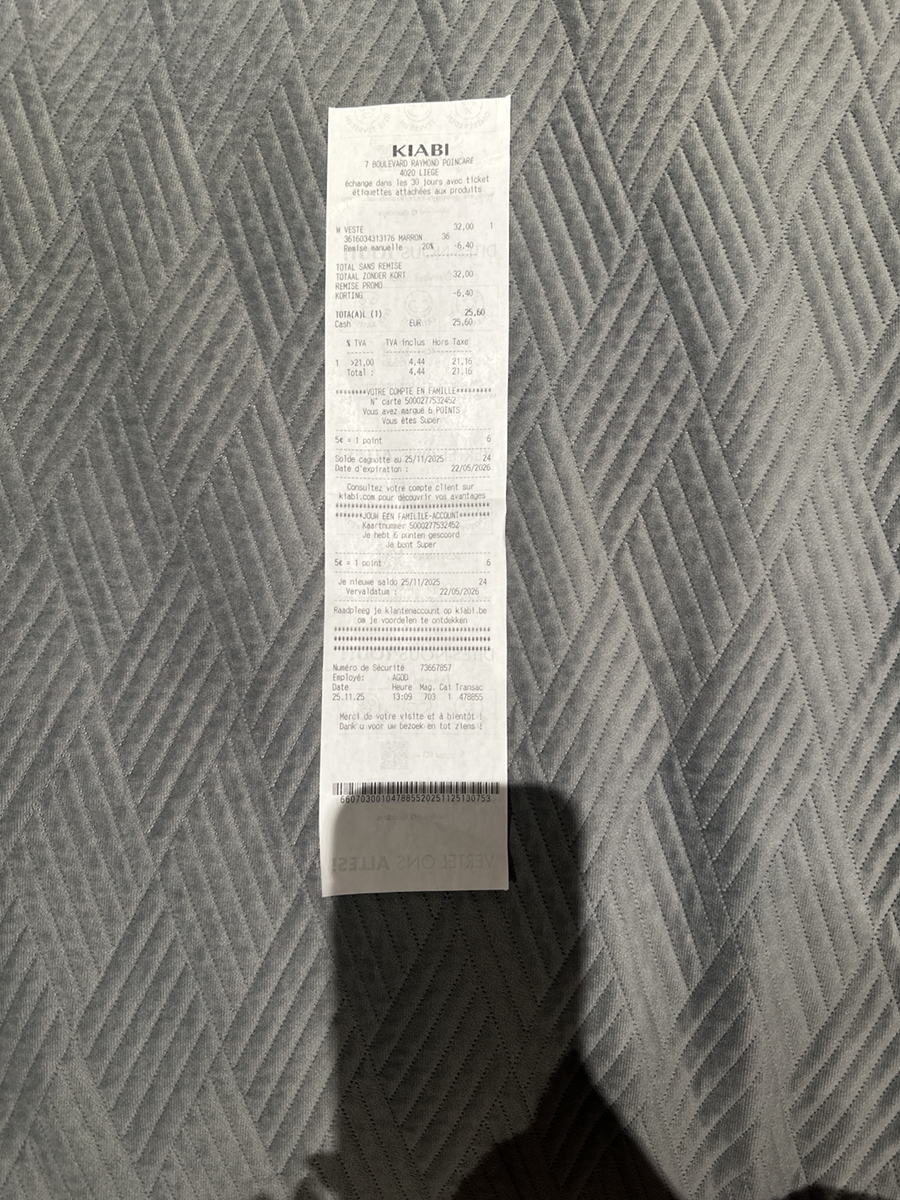 KIABI
7 BOULEVARD RAYMOND POINCARE
4020 LIEGE
échange dans les 30 jours avec ticket
étiquettes attachées aux produits
W VESTE 32,00 1
3616034313176 MARRON 36
Remise manuelle 20% -6,40
TOTAL SANS REMISE
TOTAAL ZONDER KORT 32,00
REMISE PROMO
KORTING -6,40
TOTA(A)L (1) 25,60
Cash EUR 25,60
% TVA TVA inclus Hors Taxe
1 >21,00 4,44 21,16
Total : 4,44 21,16
********VOTRE COMPTE EN FAMILLE*********
N° carte 5000277532452
Vous avez marqué 6 POINTS
Vous êtes Super
5€ = 1 point 6
Solde cagnotte au 25/11/2025 24
Date d'expiration : 22/05/2026
Consultez votre compte client sur
kiabi.com pour découvrir vos avantages
*******JOUW EEN FAMILILE-ACCOUNT********
Kaartnummer 5000277532452
Je hebt 6 punten gescoord
Je bent Super
5€ = 1 point 6
Je nieuwe saldo 25/11/2025 24
Vervaldatum : 22/05/2026
Raadpleeg je klantenaccount op kiabi.be
om je voordelen te ontdekken
Numéro de Sécurité 73667857
Employé: AGOD
Date Heure Mag. Cai Transac
25.11.25 13:09 703 1 478855
Merci de votre visite et à bientôt !
Dank u voor uw bezoek en tot ziens !
660703001047885520251125130753
VERTEL ONS ALLES!